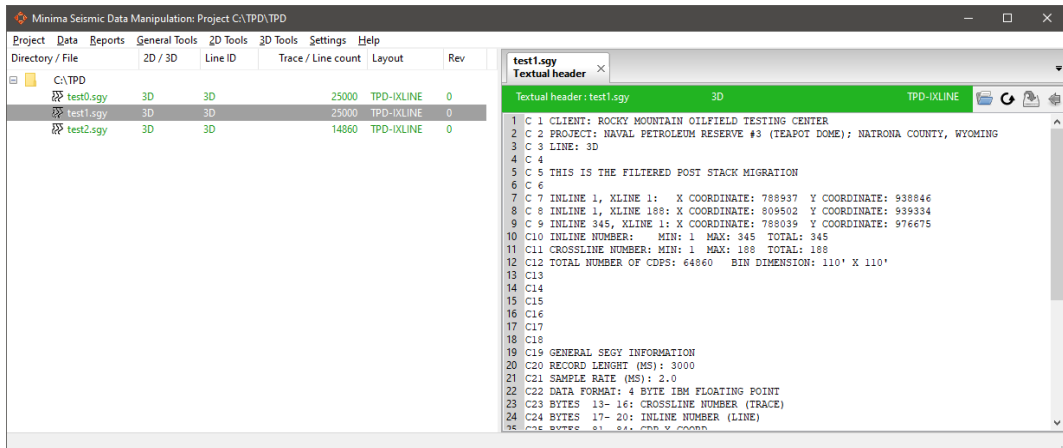 Minima Seismic Data Manipulation: Project C:\TPD\TPD
Project Data Reports General Tools 2D Tools 3D Tools Settings Help
Directory / File 2D / 3D Line ID Trace / Line count Layout Rev
C:\TPD
test0.sgy 3D 3D 25000 TPD-IXLINE 0
test1.sgy 3D 3D 25000 TPD-IXLINE 0
test2.sgy 3D 3D 14860 TPD-IXLINE 0
test1.sgy
Textual header
Textual header : test1.sgy 3D TPD-IXLINE
1 C 1 CLIENT: ROCKY MOUNTAIN OILFIELD TESTING CENTER
2 C 2 PROJECT: NAVAL PETROLEUM RESERVE #3 (TEAPOT DOME); NATRONA COUNTY, WYOMING
3 C 3 LINE: 3D
4 C 4
5 C 5 THIS IS THE FILTERED POST STACK MIGRATION
6 C 6
7 C 7 INLINE 1, XLINE 1: X COORDINATE: 788937 Y COORDINATE: 938846
8 C 8 INLINE 1, XLINE 188: X COORDINATE: 809502 Y COORDINATE: 939334
9 C 9 INLINE 345, XLINE 1: X COORDINATE: 788039 Y COORDINATE: 976675
10 C10 INLINE NUMBER: MIN: 1 MAX: 345 TOTAL: 345
11 C11 CROSSLINE NUMBER: MIN: 1 MAX: 188 TOTAL: 188
12 C12 TOTAL NUMBER OF CDPS: 64860 BIN DIMENSION: 110' X 110'
13 C13
14 C14
15 C15
16 C16
17 C17
18 C18
19 C19 GENERAL SEGY INFORMATION
20 C20 RECORD LENGHT (MS): 3000
21 C21 SAMPLE RATE (MS): 2.0
22 C22 DATA FORMAT: 4 BYTE IBM FLOATING POINT
23 C23 BYTES 13- 16: CROSSLINE NUMBER (TRACE)
24 C24 BYTES 17- 20: INLINE NUMBER (LINE)
25 C25 BYTES 81- 84: CDP X COORD